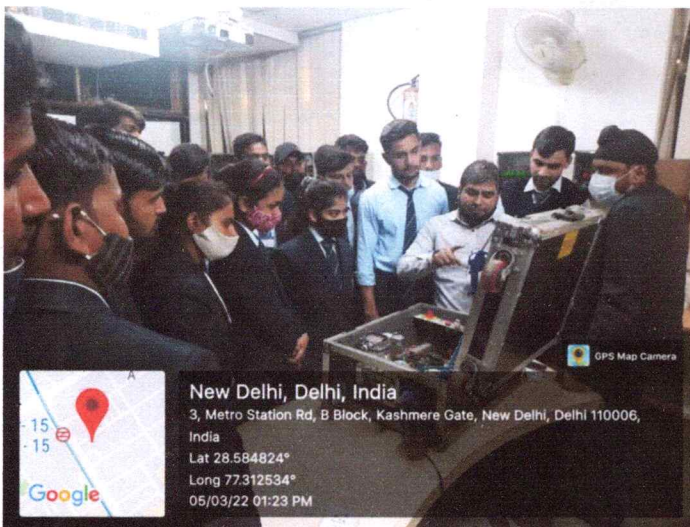 GPS Map Camera
A
- 15
- 15
Google
New Delhi, Delhi, India
3, Metro Station Rd, B Block, Kashmere Gate, New Delhi, Delhi 110006,
India
Lat 28.584824°
Long 77.312534°
05/03/22 01:23 PM